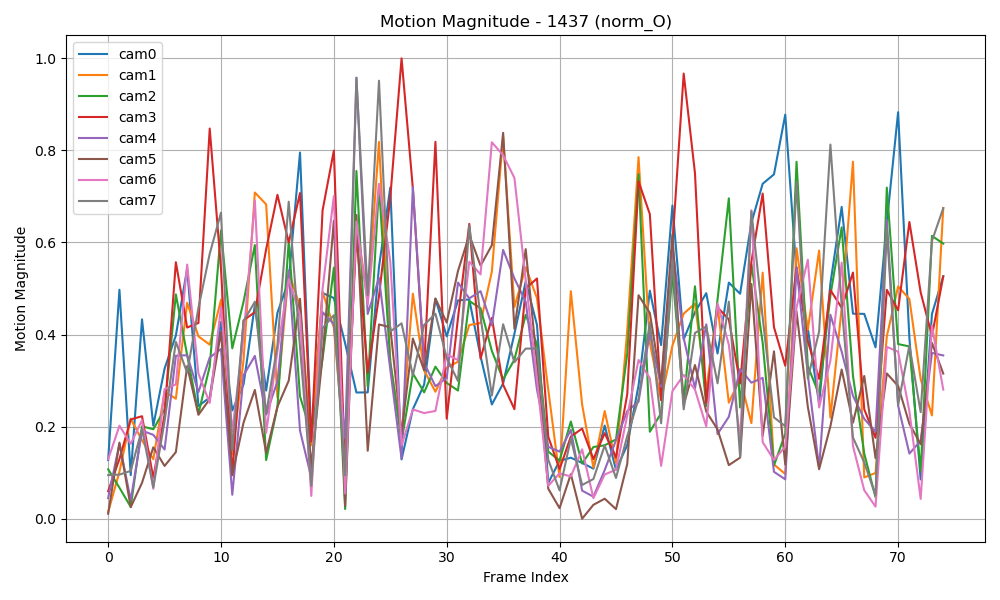 Motion Magnitude - 1437 (norm_O)
cam0
cam1
cam2
cam3
cam4
cam5
cam6
cam7
Motion Magnitude
1.0
0.8
0.6
0.4
0.2
0.0
0 10 20 30 40 50 60 70
Frame Index